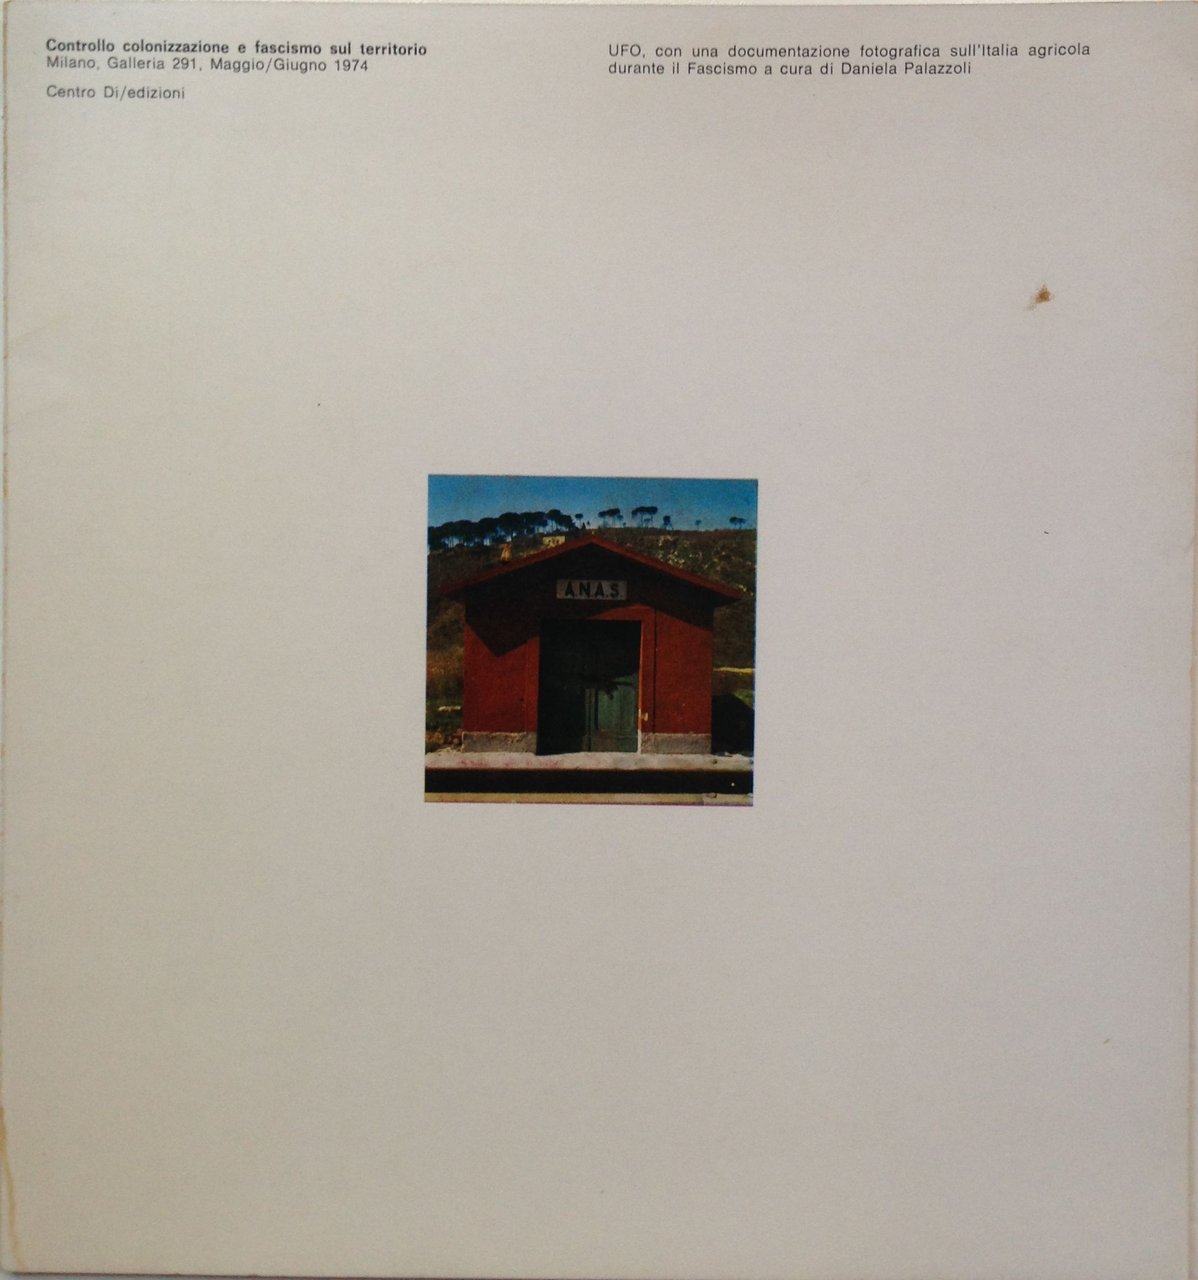 Controllo colonizzazione e fascismo sul territorio
Milano, Galleria 291, Maggio/Giugno 1974
Centro Di/edizioni
UFO, con una documentazione fotografica sull'Italia agricola
durante il Fascismo a cura di Daniela Palazzoli
A.N.A.S.